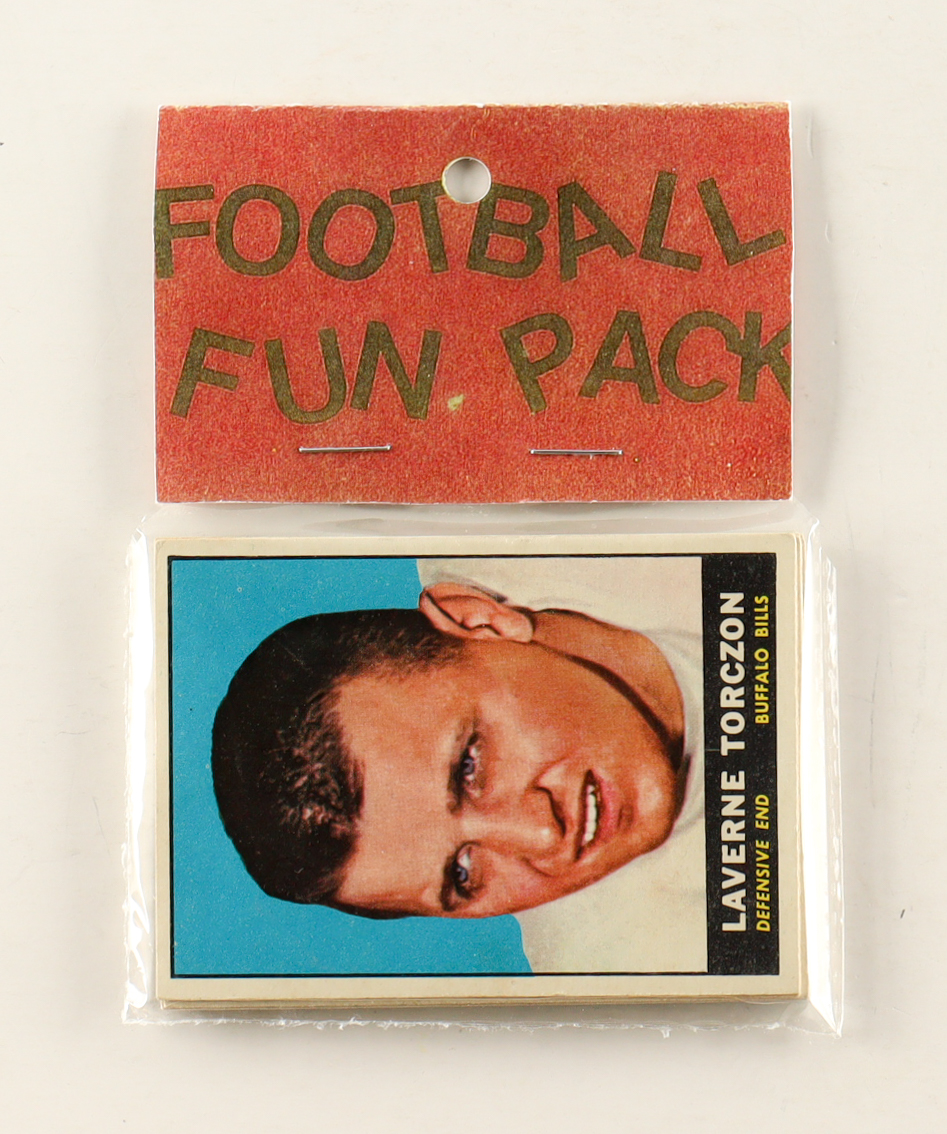 FOOTBALL
FUN PACK
LAVERNE TORCZON
DEFENSIVE END BUFFALO BILLS